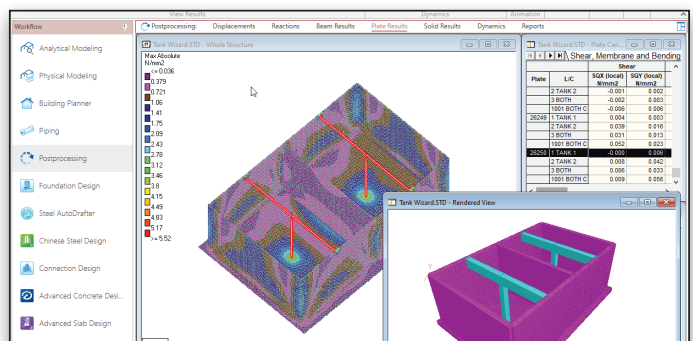 View Results
Dynamics
Animation
Workflow
Postprocessing: Displacements Reactions Beam Results Plate Results Solid Results Dynamics Reports
Analytical Modeling
Physical Modeling
Building Planner
Piping
Postprocessing
Foundation Design
Steel AutoDrafter
Chinese Steel Design
Connection Design
Advanced Concrete Desi...
Advanced Slab Design
Tank Wizard.STD - Whole Structure
Max Absolute
N/mm2
<= 0.036
0.379
0.721
1.06
1.41
1.75
2.09
2.43
2.78
3.12
3.46
3.8
4.15
4.49
4.83
5.17
>= 5.52
Tank Wizard.STD - Plate Con...
Shear, Membrane and Bending
Shear
Plate L/C SQX (local) N/mm2 SQY (local) N/mm2
2 TANK 2 -0.001 0.002
3 BOTH -0.002 0.003
1001 BOTH C -0.006 0.006
26249 1 TANK 1 0.004 0.003
2 TANK 2 0.039 0.016
3 BOTH 0.031 0.013
1001 BOTH C 0.052 0.023
26250 1 TANK 1 -0.000 0.006
2 TANK 2 0.008 0.042
3 BOTH 0.006 0.033
1001 BOTH C 0.009 0.056
Tank Wizard.STD - Rendered View
Y